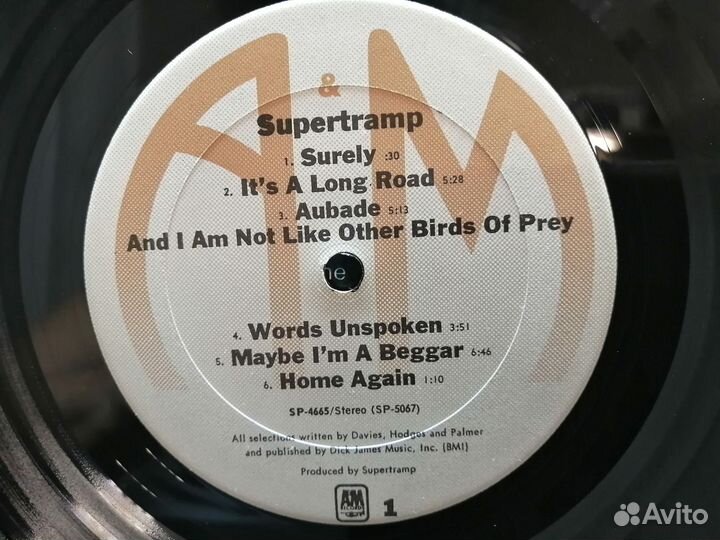 &
Supertramp
1. Surely :30
2. It's A Long Road 5:28
3. Aubade 5:13
And I Am Not Like Other Birds Of Prey
4. Words Unspoken 3:51
5. Maybe I'm A Beggar 6:46
6. Home Again 1:10
SP-4665/Stereo (SP-5067)
All selections written by Davies, Hodges and Palmer
and published by Dick James Music, Inc. (BMI)
Produced by Supertramp
A&M
RECORDS
1
Avito